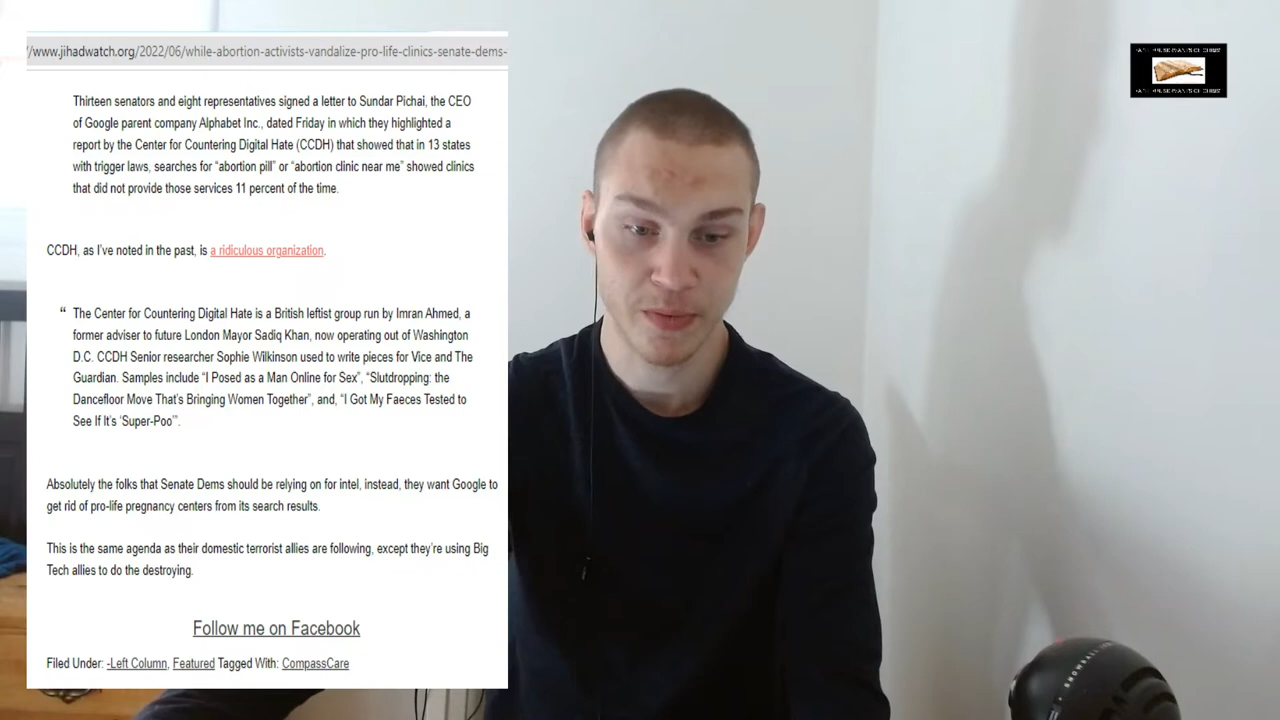 //www.jihadwatch.org/2022/06/while-abortion-activists-vandalize-pro-life-clinics-senate-dems-
Thirteen senators and eight representatives signed a letter to Sundar Pichai, the CEO
of Google parent company Alphabet Inc., dated Friday in which they highlighted a
report by the Center for Countering Digital Hate (CCDH) that showed that in 13 states
with trigger laws, searches for “abortion pill” or “abortion clinic near me” showed clinics
that did not provide those services 11 percent of the time.
CCDH, as I’ve noted in the past, is a ridiculous organization.
“ The Center for Countering Digital Hate is a British leftist group run by Imran Ahmed, a
former adviser to future London Mayor Sadiq Khan, now operating out of Washington
D.C. CCDH Senior researcher Sophie Wilkinson used to write pieces for Vice and The
Guardian. Samples include “I Posed as a Man Online for Sex”, “Slutdropping: the
Dancefloor Move That’s Bringing Women Together”, and, “I Got My Faeces Tested to
See If It’s ‘Super-Poo’”.
Absolutely the folks that Senate Dems should be relying on for intel, instead, they want Google to
get rid of pro-life pregnancy centers from its search results.
This is the same agenda as their domestic terrorist allies are following, except they’re using Big
Tech allies to do the destroying.
Follow me on Facebook
Filed Under: -Left Column, Featured Tagged With: CompassCare